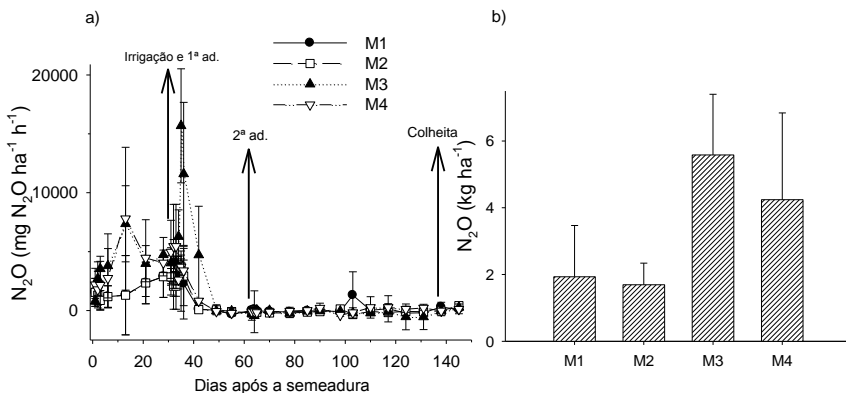 a)
b)
Irrigação e 1ª ad.
M1
M2
M3
M4
2ª ad.
Colheita
20000
10000
0
N₂O (mg N₂O ha⁻¹ h⁻¹)
0 20 40 60 80 100 120 140
Dias após a semeadura
6
4
2
0
N₂O (kg ha⁻¹)
M1 M2 M3 M4